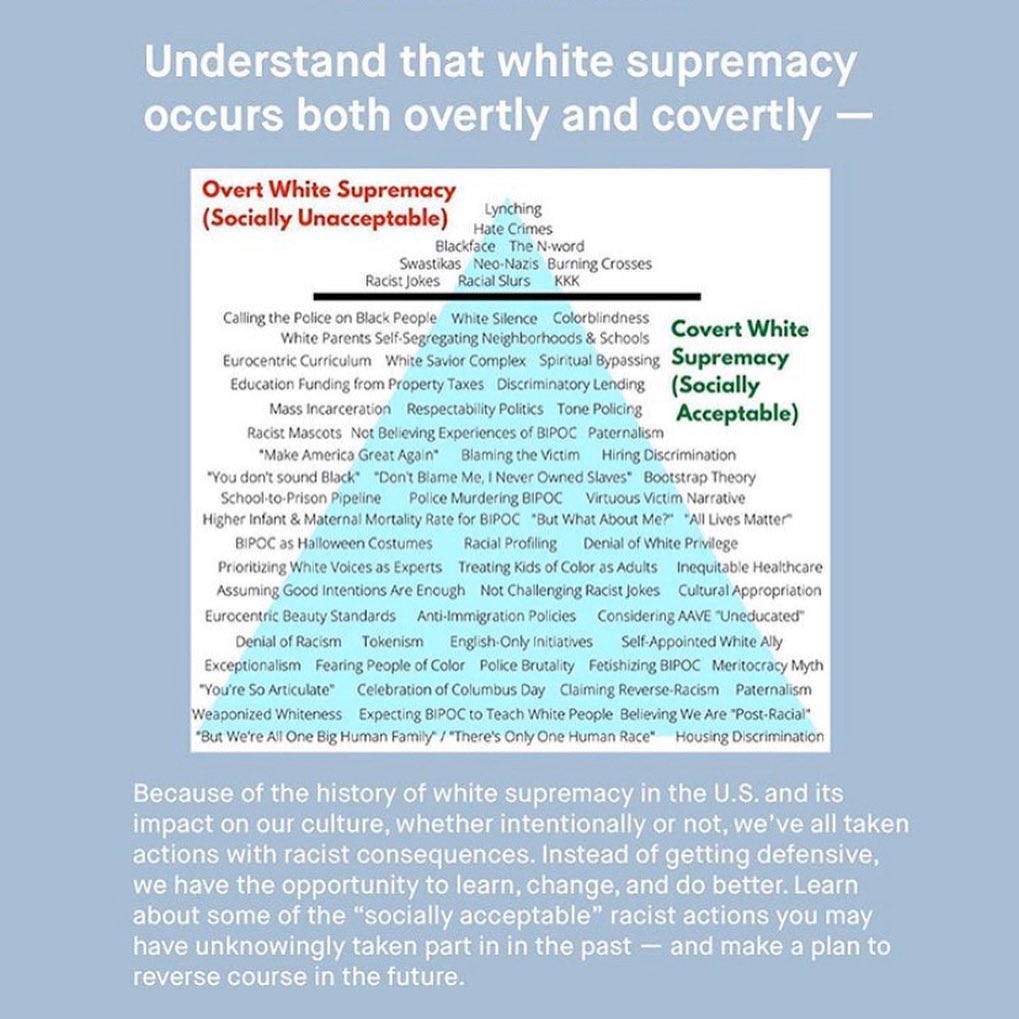 Understand that white supremacy
occurs both overtly and covertly —
Overt White Supremacy
(Socially Unacceptable)
Lynching
Hate Crimes
Blackface The N-word
Swastikas Neo-Nazis Burning Crosses
Racist Jokes Racial Slurs KKK
Calling the Police on Black People White Silence Colorblindness
White Parents Self-Segregating Neighborhoods & Schools
Eurocentric Curriculum White Savior Complex Spiritual Bypassing
Education Funding from Property Taxes Discriminatory Lending
Mass Incarceration Respectability Politics Tone Policing
Racist Mascots Not Believing Experiences of BIPOC Paternalism
Covert White
Supremacy
(Socially
Acceptable)
"Make America Great Again" Blaming the Victim Hiring Discrimination
"You don't sound Black" "Don't Blame Me, I Never Owned Slaves" Bootstrap Theory
School-to-Prison Pipeline Police Murdering BIPOC Virtuous Victim Narrative
Higher Infant & Maternal Mortality Rate for BIPOC "But What About Me?" "All Lives Matter"
BIPOC as Halloween Costumes Racial Profiling Denial of White Privilege
Prioritizing White Voices as Experts Treating Kids of Color as Adults Inequitable Healthcare
Assuming Good Intentions Are Enough Not Challenging Racist Jokes Cultural Appropriation
Eurocentric Beauty Standards Anti-Immigration Policies Considering AAVE "Uneducated"
Denial of Racism Tokenism English-Only Initiatives Self-Appointed White Ally
Exceptionalism Fearing People of Color Police Brutality Fetishizing BIPOC Meritocracy Myth
"You're So Articulate" Celebration of Columbus Day Claiming Reverse-Racism Paternalism
Weaponized Whiteness Expecting BIPOC to Teach White People Believing We Are "Post-Racial"
"But We're All One Big Human Family" / "There's Only One Human Race" Housing Discrimination
Because of the history of white supremacy in the U.S. and its
impact on our culture, whether intentionally or not, we've all taken
actions with racist consequences. Instead of getting defensive,
we have the opportunity to learn, change, and do better. Learn
about some of the “socially acceptable” racist actions you may
have unknowingly taken part in in the past — and make a plan to
reverse course in the future.